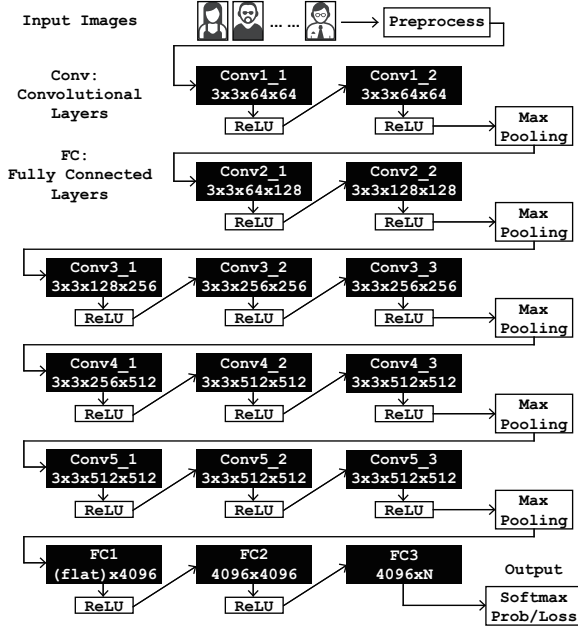 Input Images
... ...
Preprocess
Conv:
Convolutional
Layers
Conv1_1
3x3x64x64
ReLU
Conv1_2
3x3x64x64
ReLU
Max
Pooling
FC:
Fully Connected
Layers
Conv2_1
3x3x64x128
ReLU
Conv2_2
3x3x128x128
ReLU
Max
Pooling
Conv3_1
3x3x128x256
ReLU
Conv3_2
3x3x256x256
ReLU
Conv3_3
3x3x256x256
ReLU
Max
Pooling
Conv4_1
3x3x256x512
ReLU
Conv4_2
3x3x512x512
ReLU
Conv4_3
3x3x512x512
ReLU
Max
Pooling
Conv5_1
3x3x512x512
ReLU
Conv5_2
3x3x512x512
ReLU
Conv5_3
3x3x512x512
ReLU
Max
Pooling
FC1
(flat)x4096
ReLU
FC2
4096x4096
ReLU
FC3
4096xN
Output
Softmax
Prob/Loss